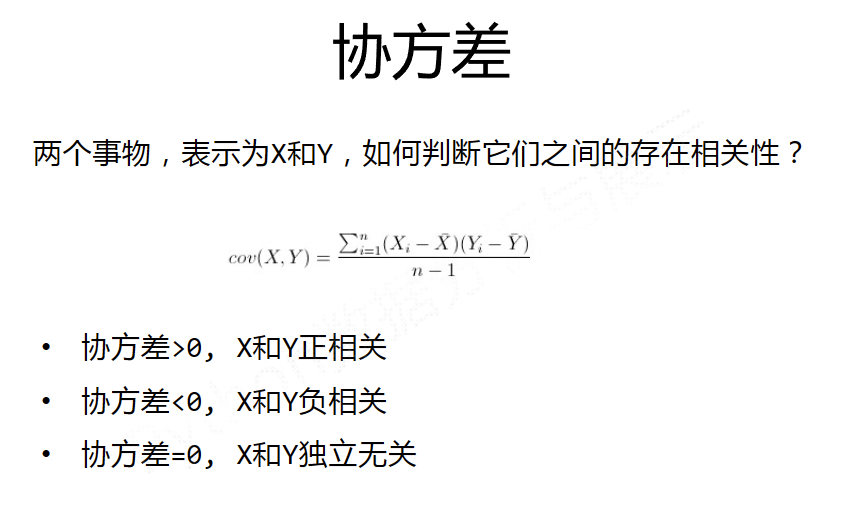 协方差
两个事物，表示为X和Y，如何判断它们之间的存在相关性？
cov(X,Y) = \frac{\sum_{i=1}^{n}(X_i - \bar{X})(Y_i - \bar{Y})}{n-1}
• 协方差>0, X和Y正相关
• 协方差<0, X和Y负相关
• 协方差=0, X和Y独立无关